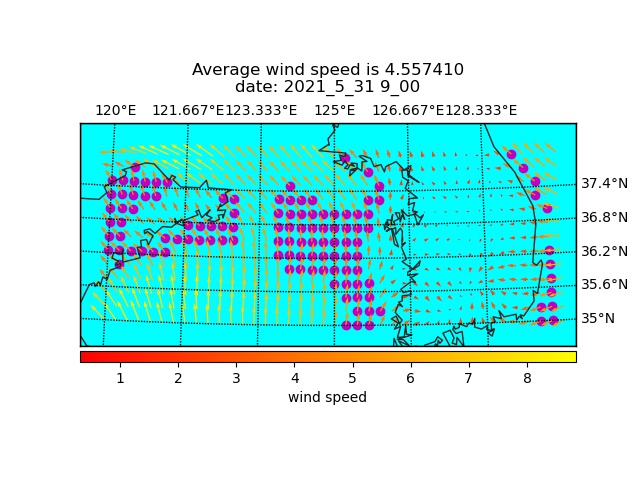 Average wind speed is 4.557410
date: 2021_5_31 9_00
120°E 121.667°E 123.333°E 125°E 126.667°E 128.333°E
37.4°N
36.8°N
36.2°N
35.6°N
35°N
1 2 3 4 5 6 7 8
wind speed